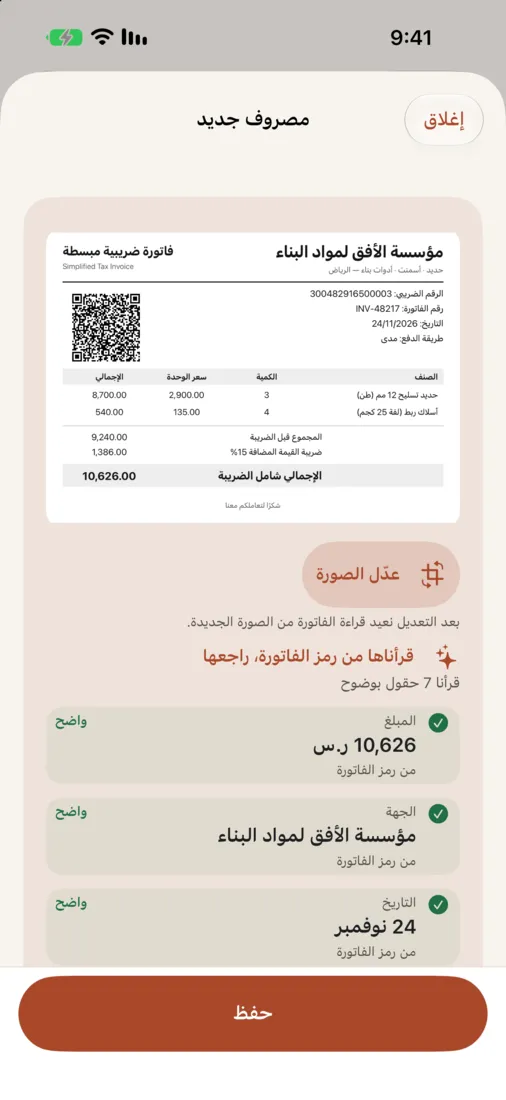 9:41
إغلاق
مصروف جديد
مؤسسة الأفق لمواد البناء
حديد · أسمنت · أدوات بناء — الرياض
فاتورة ضريبية مبسطة
Simplified Tax Invoice
الرقم الضريبي: 300482916500003
رقم الفاتورة: INV-48217
التاريخ: 24/11/2026
طريقة الدفع: مدى
الصنف الكمية سعر الوحدة الإجمالي
حديد تسليح 12 مم (طن) 3 2,900.00 8,700.00
أسلاك ربط (لفة 25 كجم) 4 135.00 540.00
المجموع قبل الضريبة 9,240.00
ضريبة القيمة المضافة 15% 1,386.00
الإجمالي شامل الضريبة 10,626.00
شكرًا لتعاملكم معنا
عدّل الصورة
بعد التعديل نعيد قراءة الفاتورة من الصورة الجديدة.
قرأناها من رمز الفاتورة، راجعها
قرأنا 7 حقول بوضوح
المبلغ واضح
10,626 ر.س
من رمز الفاتورة
الجهة واضح
مؤسسة الأفق لمواد البناء
من رمز الفاتورة
التاريخ واضح
24 نوفمبر
من رمز الفاتورة
حفظ